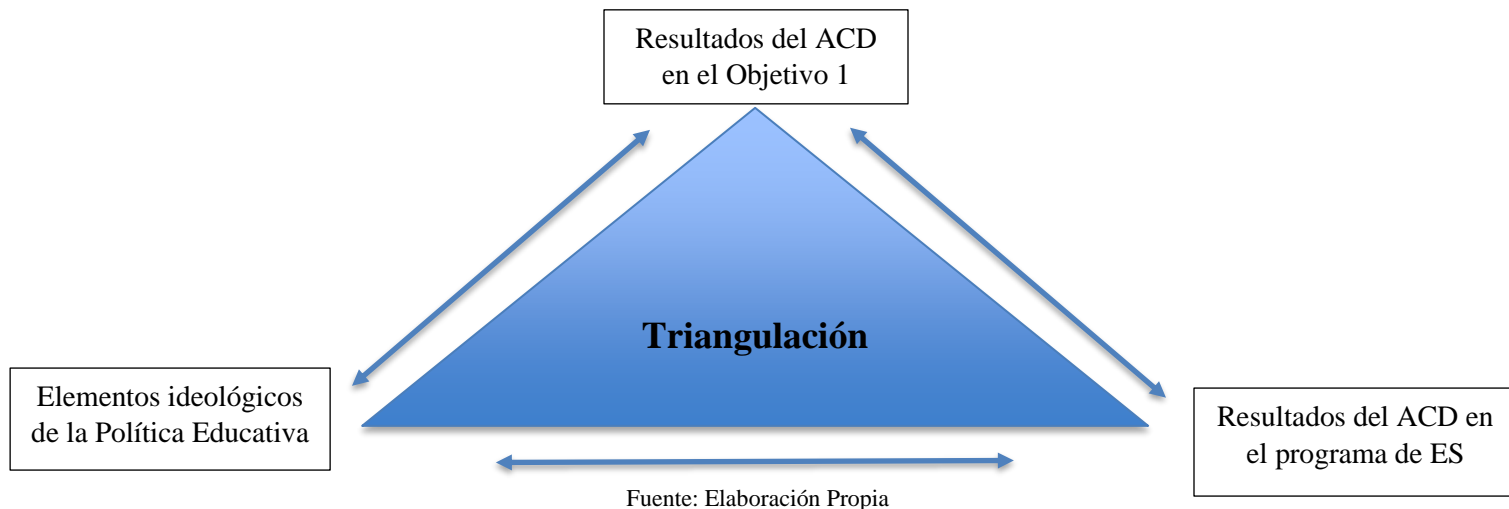 Resultados del ACD
en el Objetivo 1
Triangulación
Elementos ideológicos
de la Política Educativa
Resultados del ACD en
el programa de ES
Fuente: Elaboración Propia